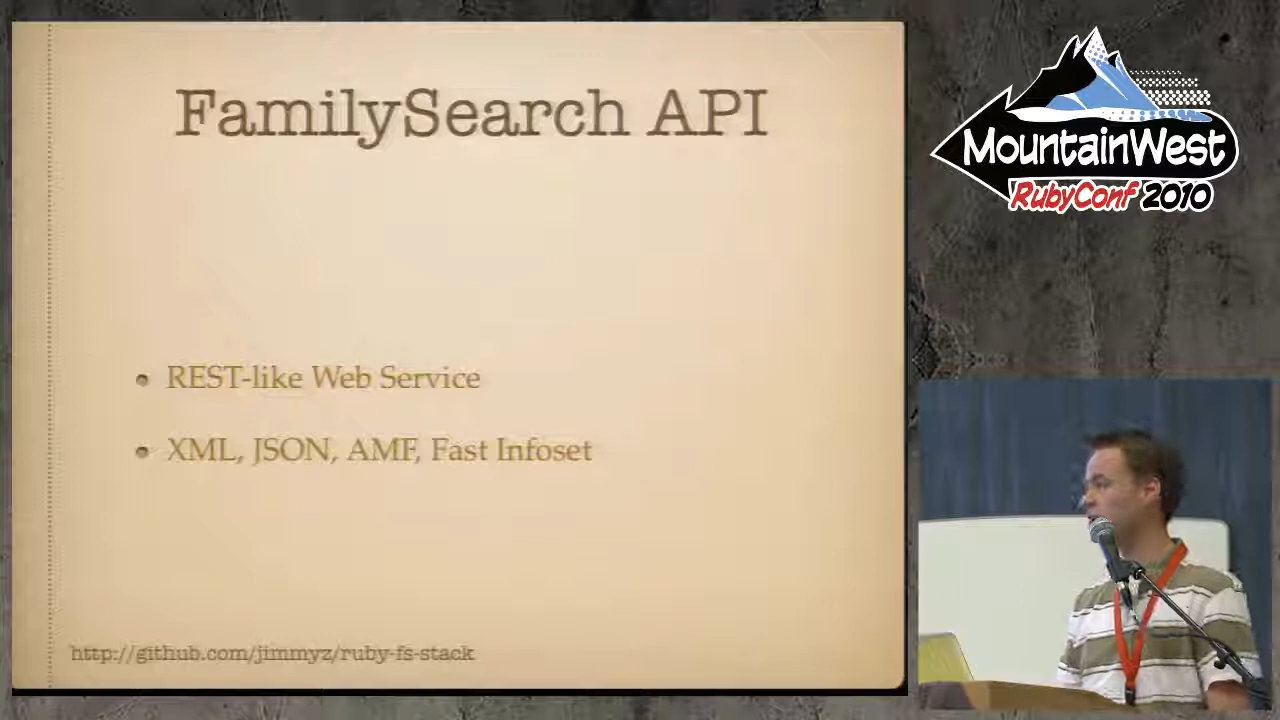 FamilySearch API
REST-like Web Service
XML, JSON, AMF, Fast Infoset
http://github.com/jimmyz/ruby-fs-stack
MountainWest
RubyConf 2010